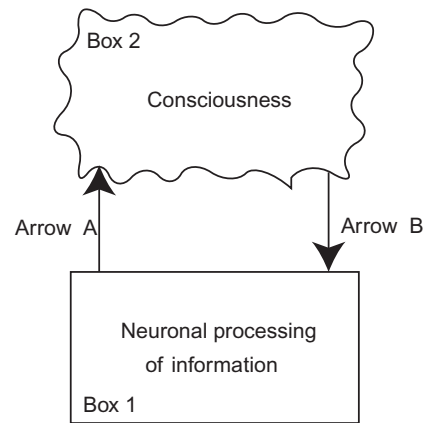 Box 2
Consciousness
Arrow A
Arrow B
Neuronal processing
of information
Box 1